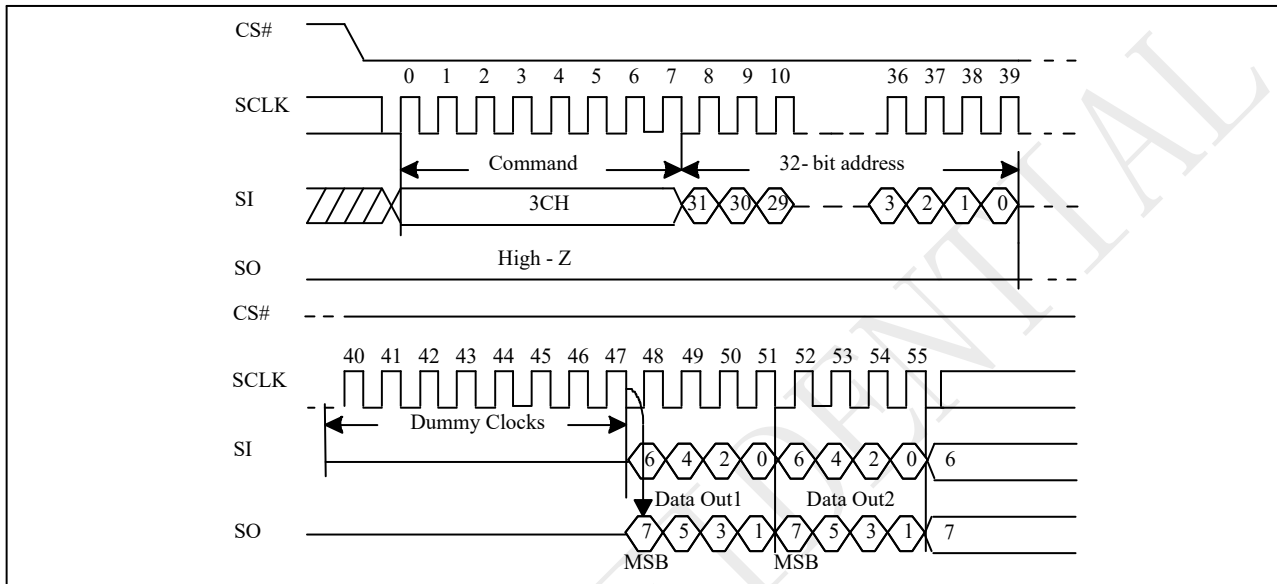 CS#
0 1 2 3 4 5 6 7 8 9 10 36 37 38 39
SCLK
Command 32- bit address
SI 3CH 31 30 29 3 2 1 0
High - Z
SO
CS#
40 41 42 43 44 45 46 47 48 49 50 51 52 53 54 55
SCLK
Dummy Clocks
SI 6 4 2 0 6 4 2 0 6
Data Out1 Data Out2
SO 7 5 3 1 7 5 3 1 7
MSB MSB